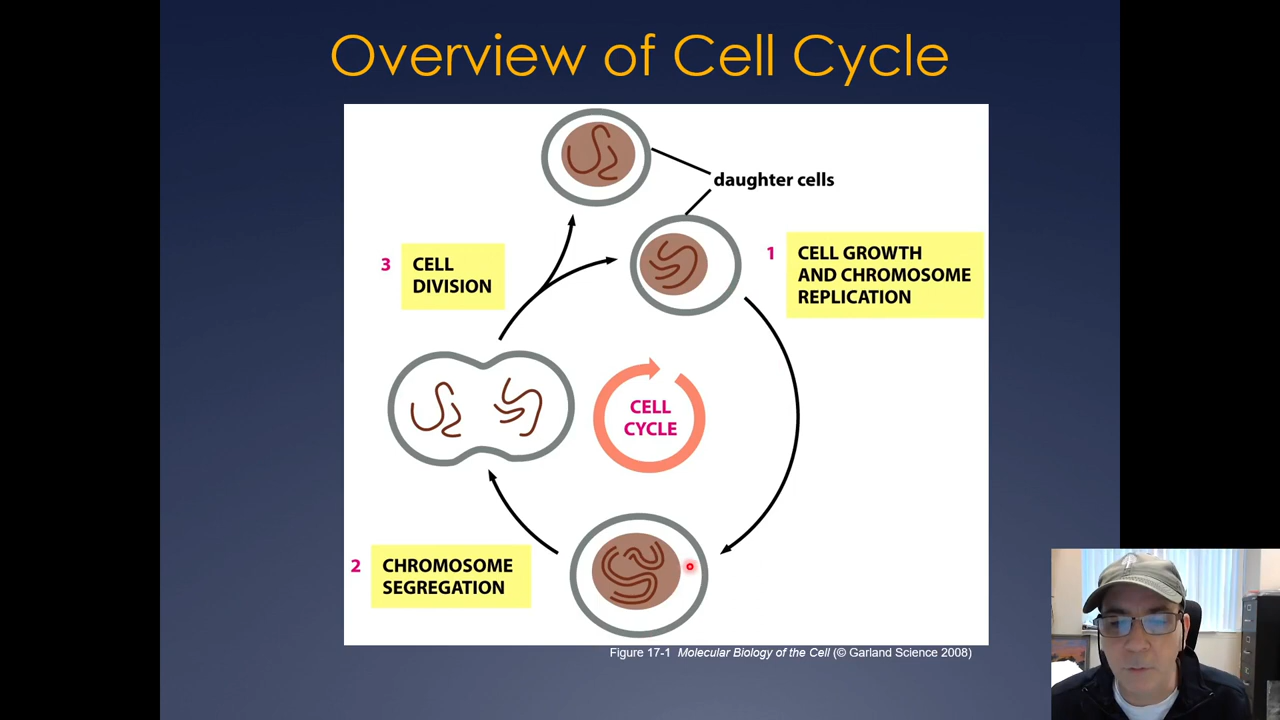 Overview of Cell Cycle
daughter cells
1
CELL GROWTH
AND CHROMOSOME
REPLICATION
3
CELL
DIVISION
CELL
CYCLE
2
CHROMOSOME
SEGREGATION
Figure 17-1 Molecular Biology of the Cell (© Garland Science 2008)